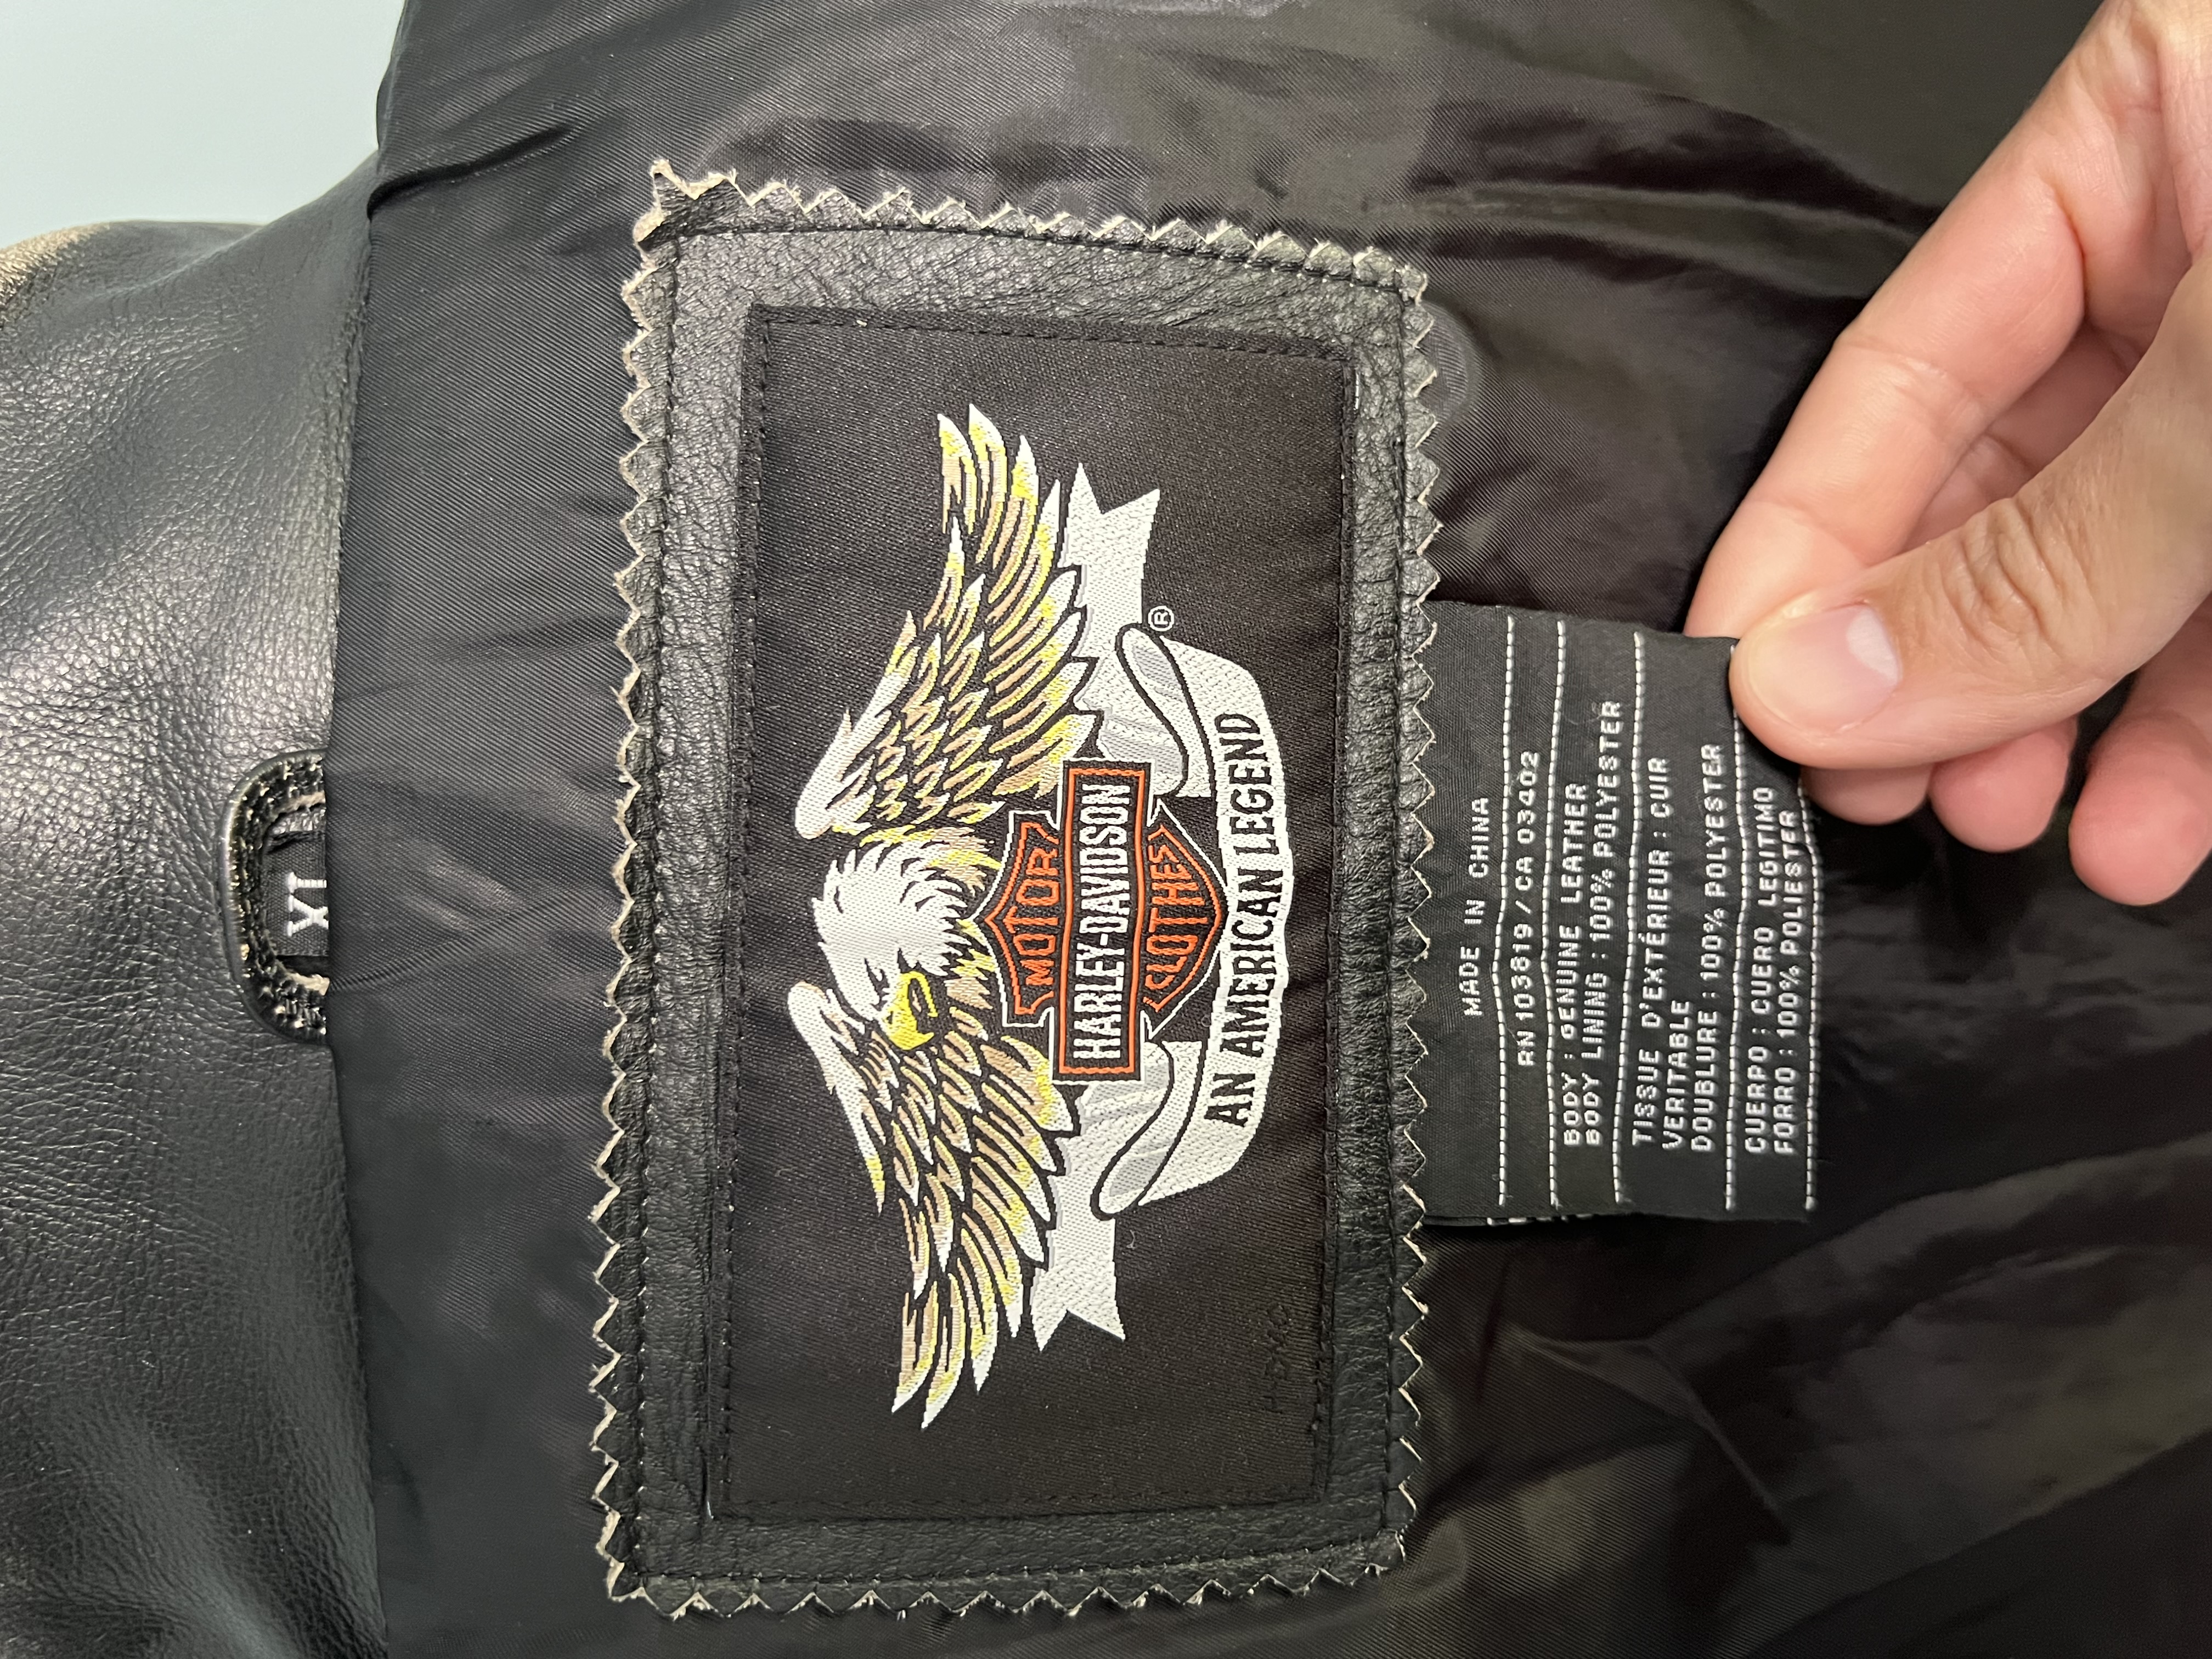 XL
MOTOR
HARLEY-DAVIDSON
CLOTHES
®
AN AMERICAN LEGEND
MADE IN CHINA
RN 103819 / CA 03402
BODY : GENUINE LEATHER
BODY LINING : 100% POLYESTER
TISSUE D'EXTÉRIEUR : CUIR
VERITABLE
DOUBLURE : 100% POLYESTER
CUERPO : CUERO LEGITIMO
FORRO : 100% POLIESTER